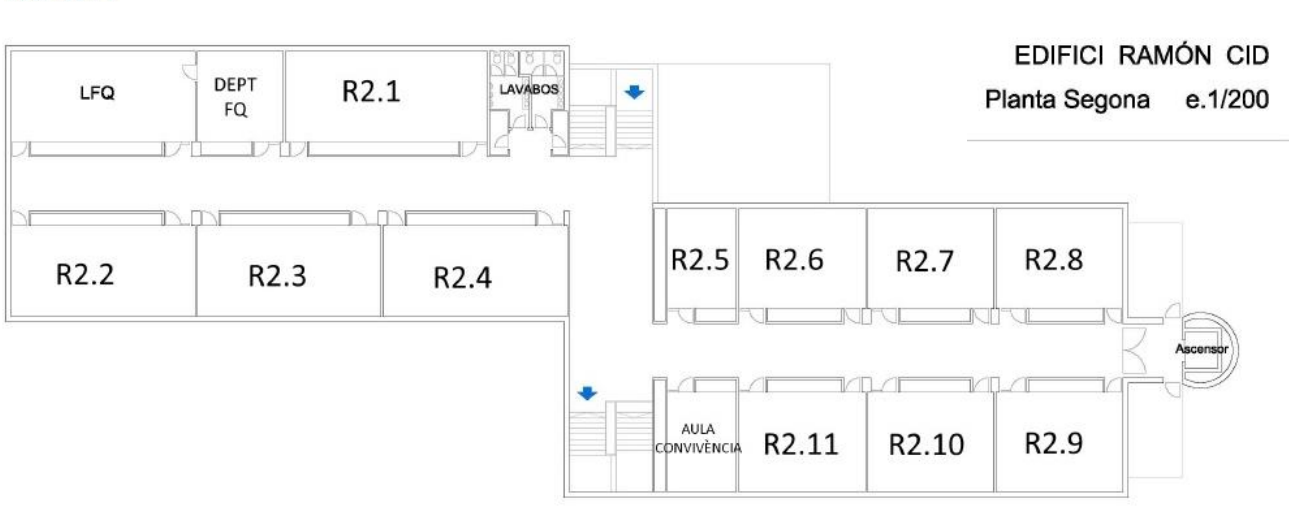 EDIFICI RAMÓN CID
Planta Segona e.1/200
LFQ
DEPT
FQ
R2.1
LAVABOS
R2.2
R2.3
R2.4
R2.5
R2.6
R2.7
R2.8
Ascensor
AULA
CONVIVÈNCIA
R2.11
R2.10
R2.9